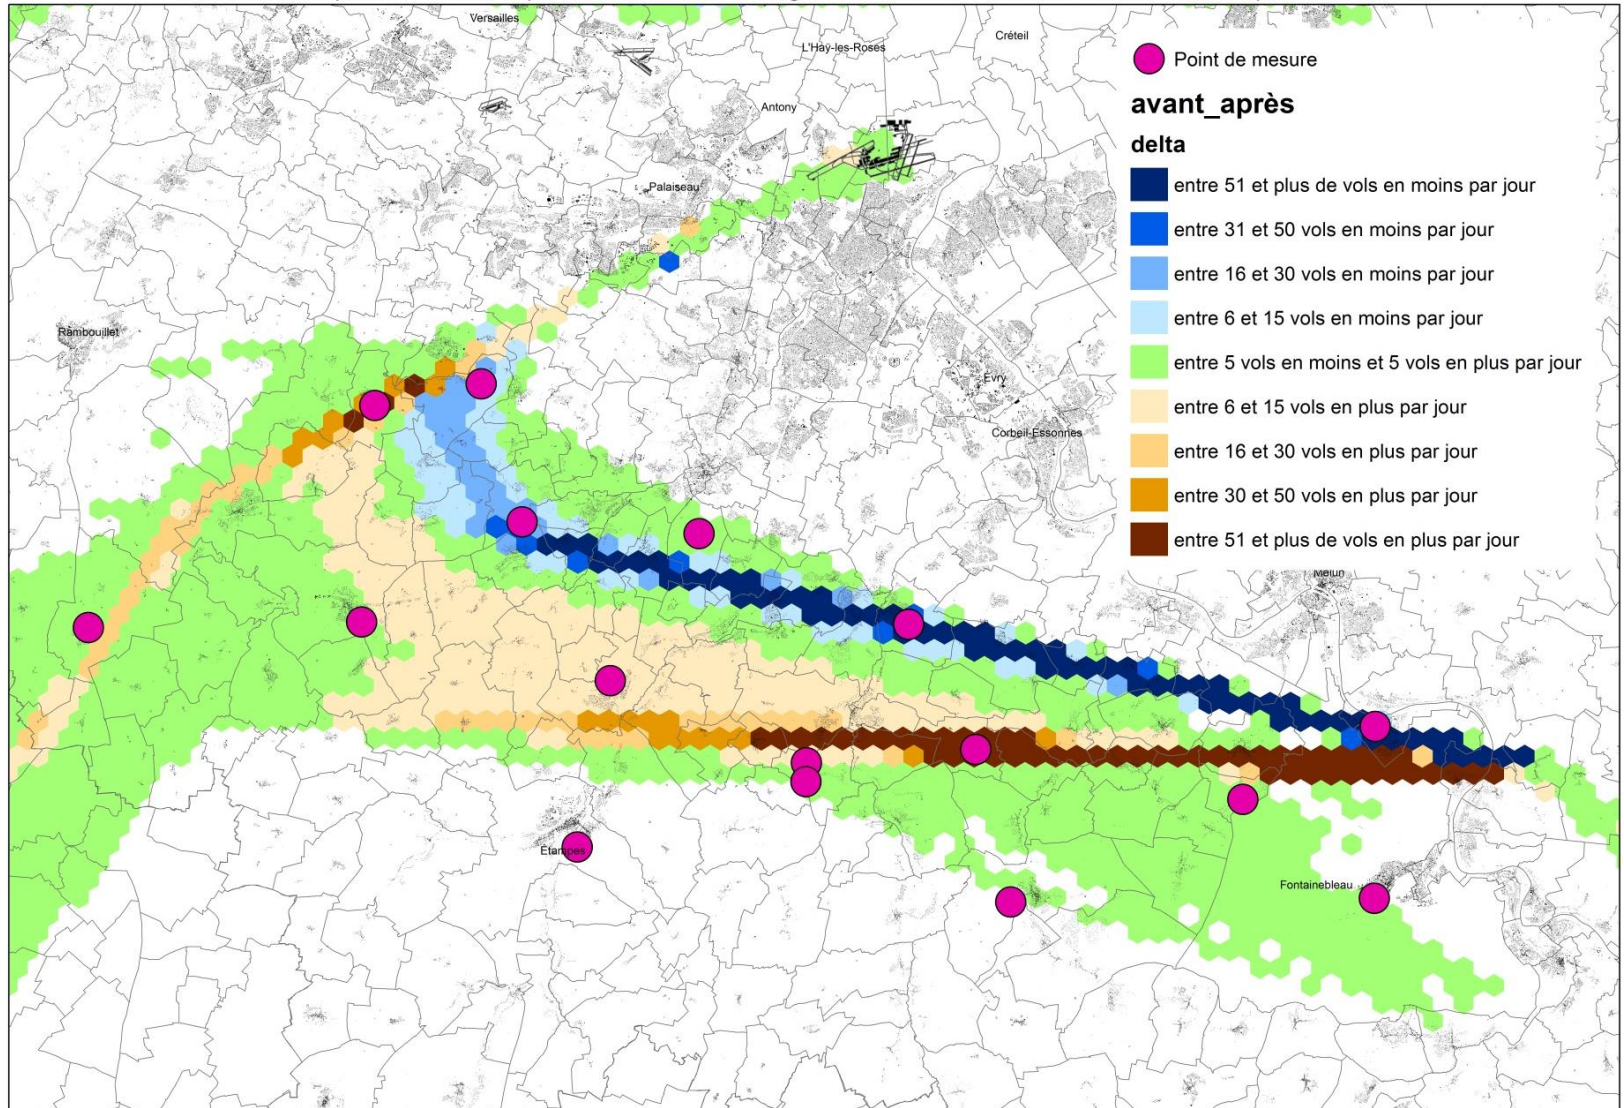 Versailles
L'Haÿ-les-Roses
Créteil
Antony
Palaiseau
Rambouillet
Evry
Corbeil-Essonnes
Melun
Étampes
Fontainebleau
Point de mesure
avant_après
delta
entre 51 et plus de vols en moins par jour
entre 31 et 50 vols en moins par jour
entre 16 et 30 vols en moins par jour
entre 6 et 15 vols en moins par jour
entre 5 vols en moins et 5 vols en plus par jour
entre 6 et 15 vols en plus par jour
entre 16 et 30 vols en plus par jour
entre 30 et 50 vols en plus par jour
entre 51 et plus de vols en plus par jour